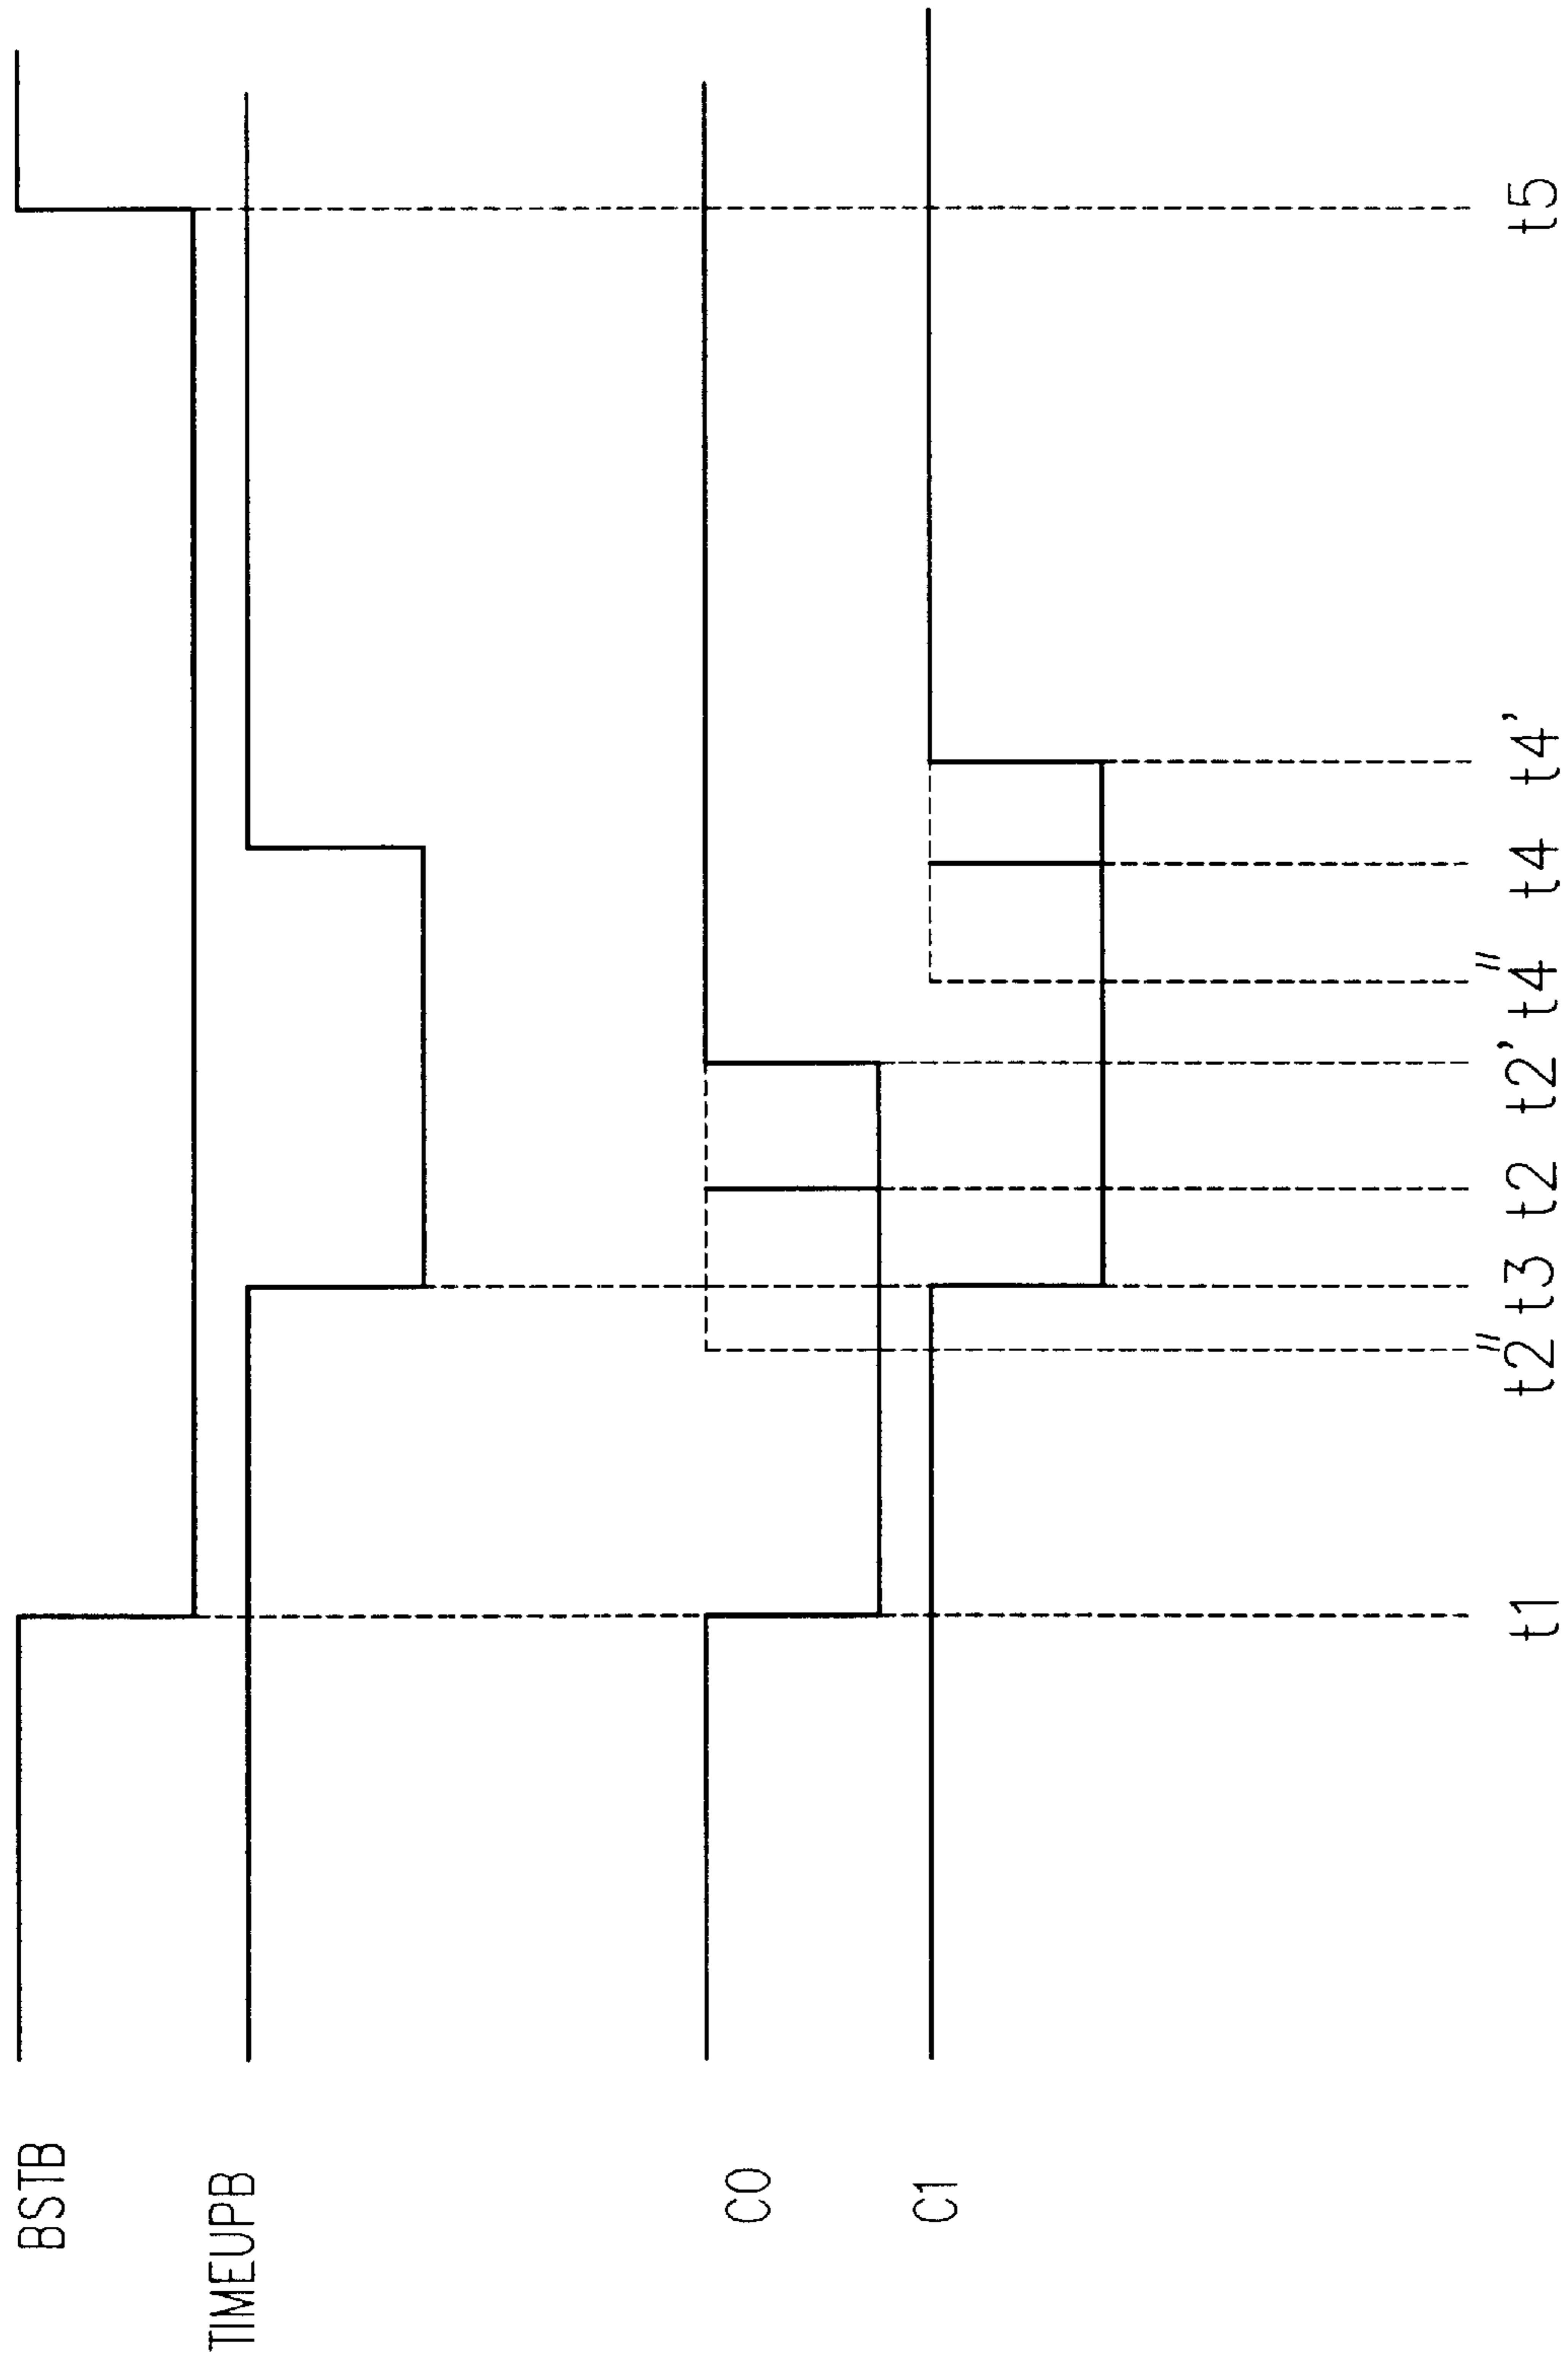 BSTB
TIMEUPB
C0
C1
t1 t2" t3 t2 t2' t4" t4 t4' t5